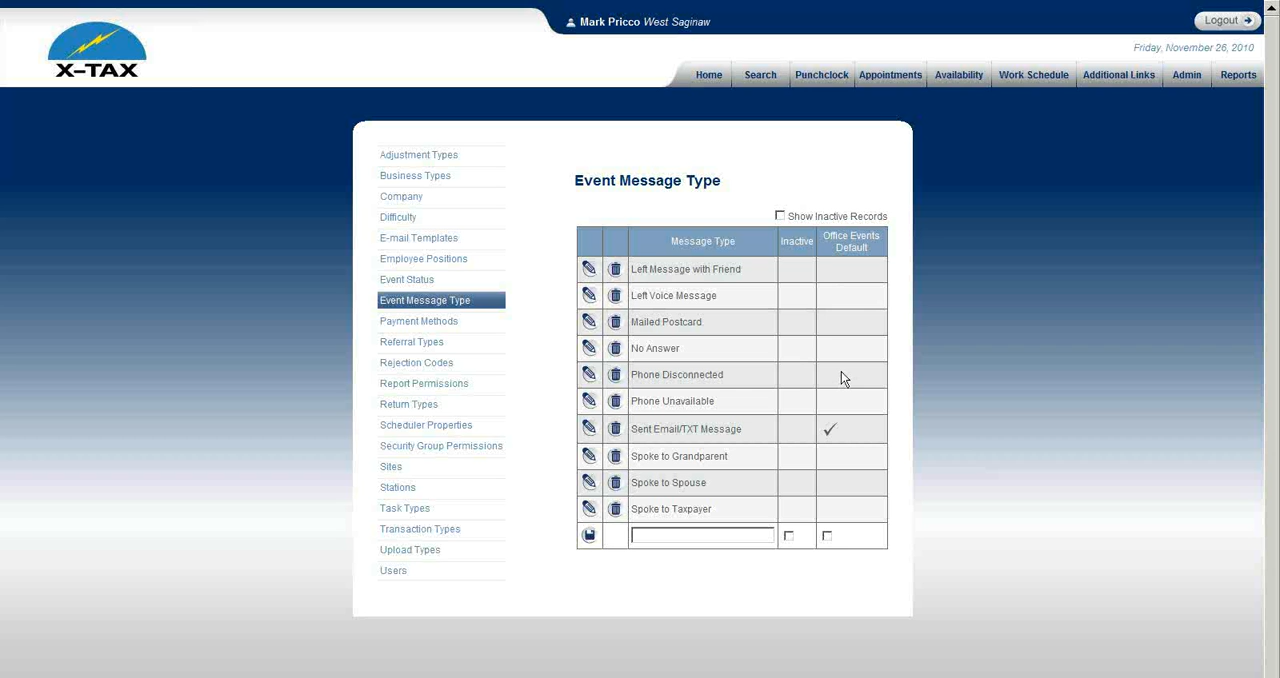 Mark Pricco West Saginaw
Logout
Friday, November 26, 2010
X-TAX
Home Search Punchclock Appointments Availability Work Schedule Additional Links Admin Reports
Adjustment Types
Business Types
Company
Difficulty
E-mail Templates
Employee Positions
Event Status
Event Message Type
Payment Methods
Referral Types
Rejection Codes
Report Permissions
Return Types
Scheduler Properties
Security Group Permissions
Sites
Stations
Task Types
Transaction Types
Upload Types
Users
Event Message Type
Show Inactive Records
Message Type Inactive Office Events Default
Left Message with Friend
Left Voice Message
Mailed Postcard
No Answer
Phone Disconnected
Phone Unavailable
Sent Email/TXT Message
Spoke to Grandparent
Spoke to Spouse
Spoke to Taxpayer